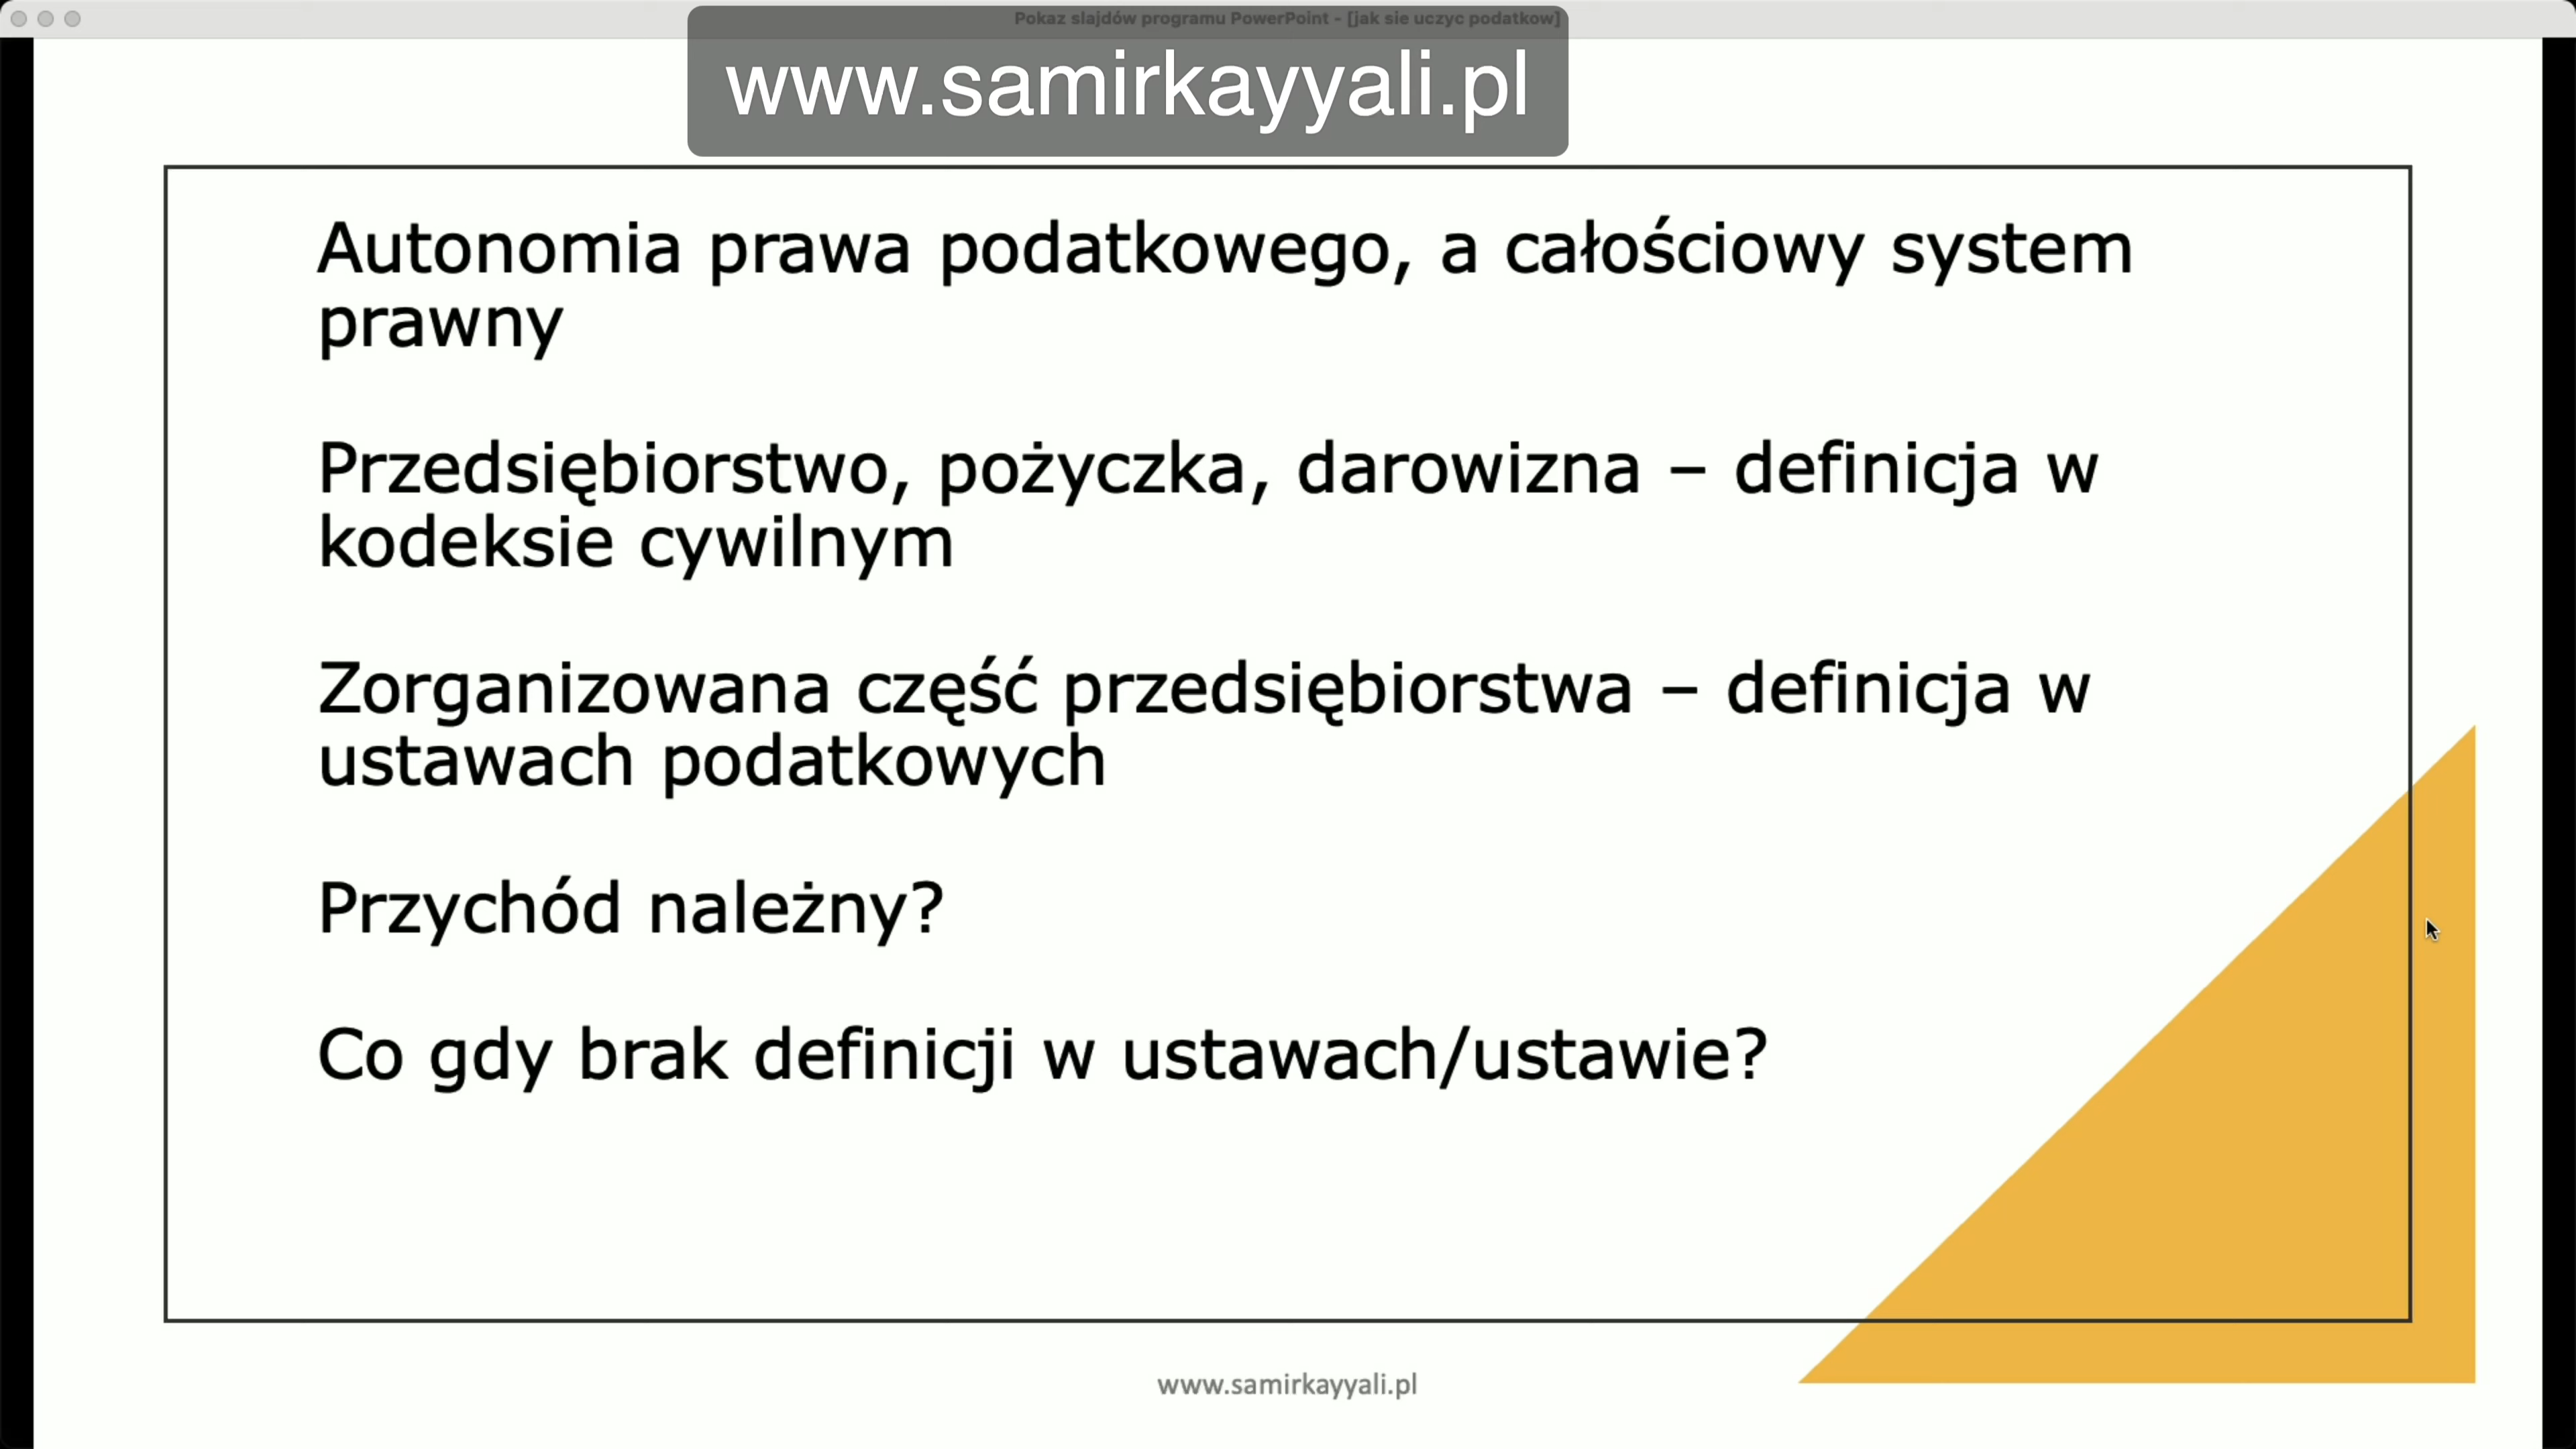 Pokaz slajdów programu PowerPoint - [jak sie uczyc podatkow]
www.samirkayyali.pl
Autonomia prawa podatkowego, a całościowy system
prawny
Przedsiębiorstwo, pożyczka, darowizna – definicja w
kodeksie cywilnym
Zorganizowana część przedsiębiorstwa – definicja w
ustawach podatkowych
Przychód należny?
Co gdy brak definicji w ustawach/ustawie?
www.samirkayyali.pl